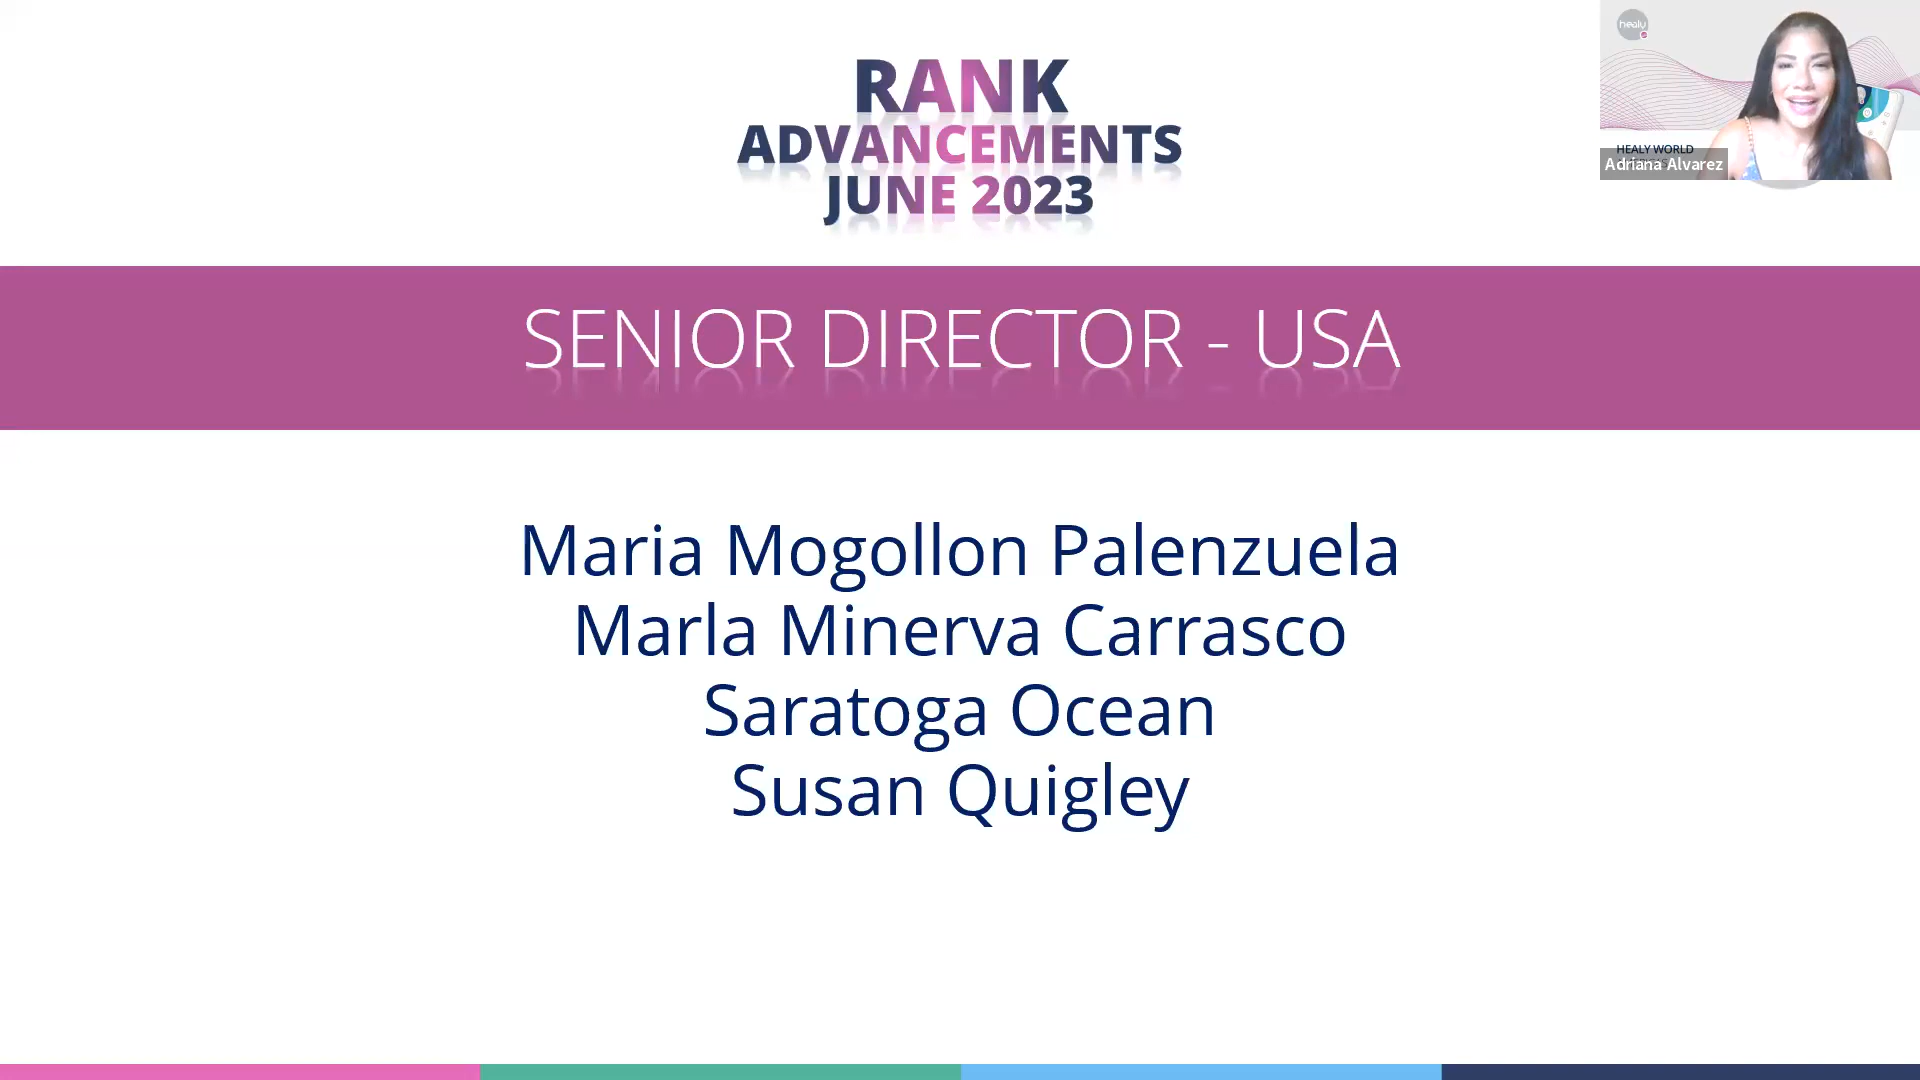 RANK
ADVANCEMENTS
JUNE 2023
healy
HEALY WORLD
Adriana Alvarez
SENIOR DIRECTOR - USA
Maria Mogollon Palenzuela
Marla Minerva Carrasco
Saratoga Ocean
Susan Quigley